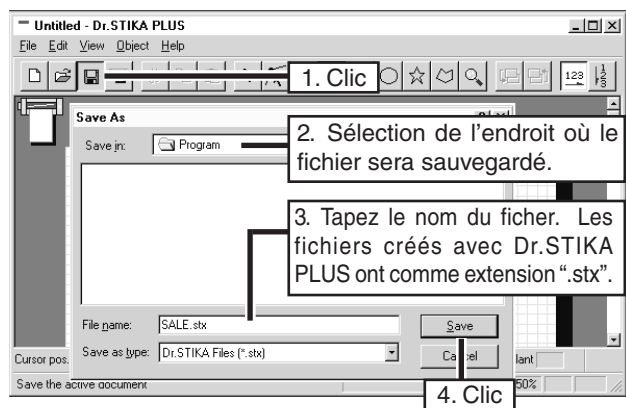 Untitled - Dr.STIKA PLUS
File Edit View Object Help
1. Clic
123
1
2
3
Save As
Save in: Program
2. Sélection de l'endroit où le
fichier sera sauvegardé.
3. Tapez le nom du ficher. Les
fichiers créés avec Dr.STIKA
PLUS ont comme extension “.stx”.
File name: SALE.stx
Save
Save as type: Dr.STIKA Files (*.stx)
Cursor pos.
Save the active document
50%
4. Clic